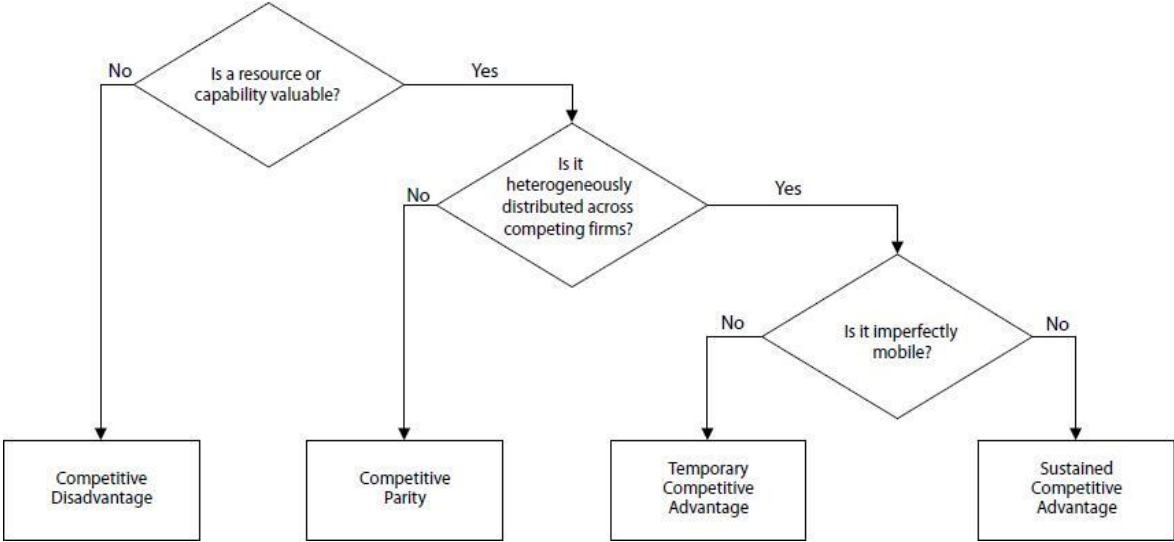 No
Is a resource or
capability valuable?
Yes
No
Is it
heterogeneously
distributed across
competing firms?
Yes
No
Is it imperfectly
mobile?
No
Competitive
Disadvantage
Competitive
Parity
Temporary
Competitive
Advantage
Sustained
Competitive
Advantage